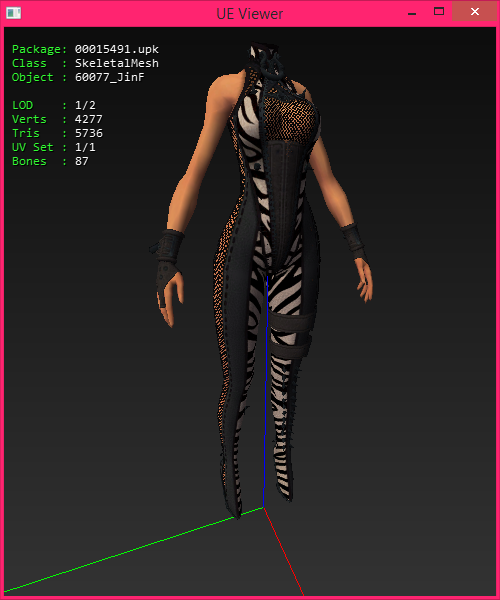 UE Viewer
Package: 00015491.upk
Class : SkeletalMesh
Object : 60077_JinF
LOD : 1/2
Verts : 4277
Tris : 5736
UV Set : 1/1
Bones : 87